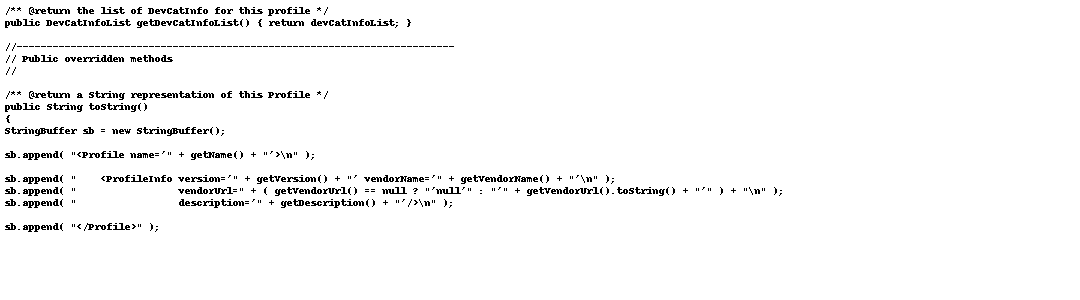 /** @return the list of DevCatInfo for this profile */
public DevCatInfoList getDevCatInfoList() { return devCatInfoList; }
//-------------------------------------------------------------------------
// Public overridden methods
//
/** @return a String representation of this Profile */
public String toString()
{
StringBuffer sb = new StringBuffer();
sb.append( "<Profile name='" + getName() + "'>\n" );
sb.append( "    <ProfileInfo version='" + getVersion() + "' vendorName='" + getVendorName() + "'\n" );
sb.append( "                 vendorUrl=" + ( getVendorUrl() == null ? "'null'" : "'" + getVendorUrl().toString() + "'" ) + "\n" );
sb.append( "                 description='" + getDescription() + "'/>\n" );
sb.append( "</Profile>" );